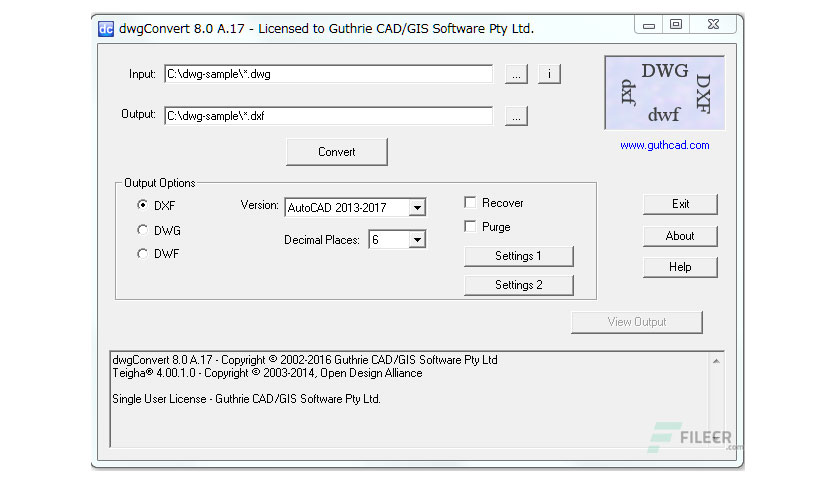 dc dwgConvert 8.0 A.17 - Licensed to Guthrie CAD/GIS Software Pty Ltd.
Input: C:\dwg-sample\*.dwg ... i
Output: C:\dwg-sample\*.dxf ...
DWG
dxf
DXF
dwf
www.guthcad.com
Convert
Output Options
DXF
DWG
DWF
Version: AutoCAD 2013-2017
Decimal Places: 6
Recover
Purge
Settings 1
Settings 2
Exit
About
Help
View Output
dwgConvert 8.0 A.17 - Copyright © 2002-2016 Guthrie CAD/GIS Software Pty Ltd
Teigha® 4.00.1.0 - Copyright © 2003-2014, Open Design Alliance
Single User License - Guthrie CAD/GIS Software Pty Ltd.
FILEЄR.com